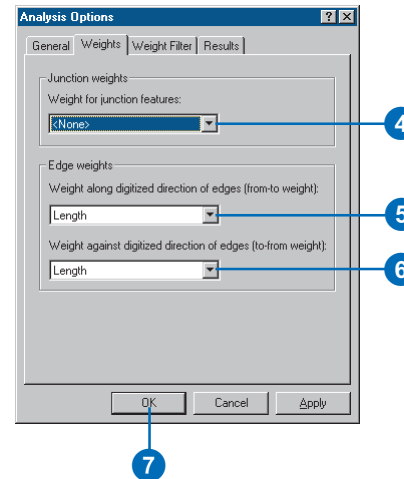 Analysis Options
General Weights Weight Filter Results
Junction weights
Weight for junction features:
<None>
4
Edge weights
Weight along digitized direction of edges (from-to weight):
Length
5
Weight against digitized direction of edges (to-from weight):
Length
6
OK Cancel Apply
7